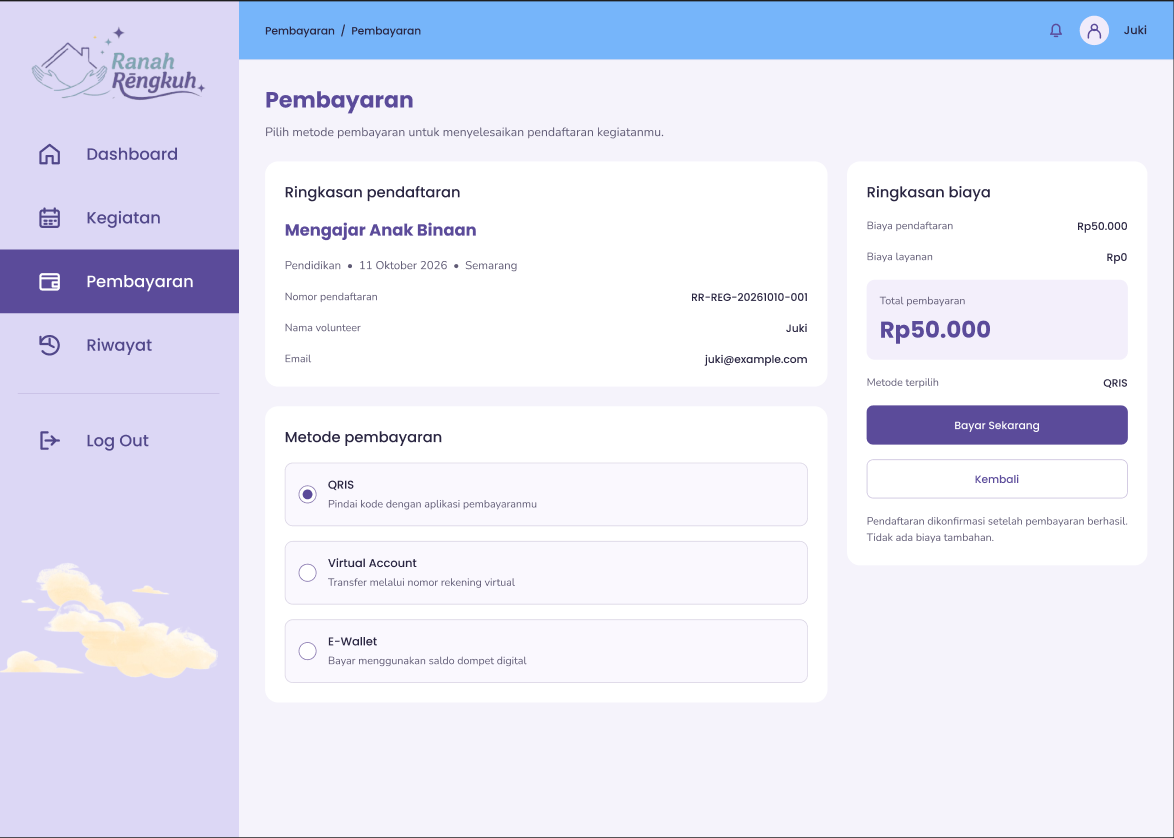 Ranah
Rēngkuh
Dashboard
Kegiatan
Pembayaran
Riwayat
Log Out
Pembayaran / Pembayaran
Juki
Pembayaran
Pilih metode pembayaran untuk menyelesaikan pendaftaran kegiatanmu.
Ringkasan pendaftaran
Mengajar Anak Binaan
Pendidikan • 11 Oktober 2026 • Semarang
Nomor pendaftaran RR-REG-20261010-001
Nama volunteer Juki
Email juki@example.com
Metode pembayaran
QRIS
Pindai kode dengan aplikasi pembayaranmu
Virtual Account
Transfer melalui nomor rekening virtual
E-Wallet
Bayar menggunakan saldo dompet digital
Ringkasan biaya
Biaya pendaftaran Rp50.000
Biaya layanan Rp0
Total pembayaran
Rp50.000
Metode terpilih QRIS
Bayar Sekarang
Kembali
Pendaftaran dikonfirmasi setelah pembayaran berhasil.
Tidak ada biaya tambahan.